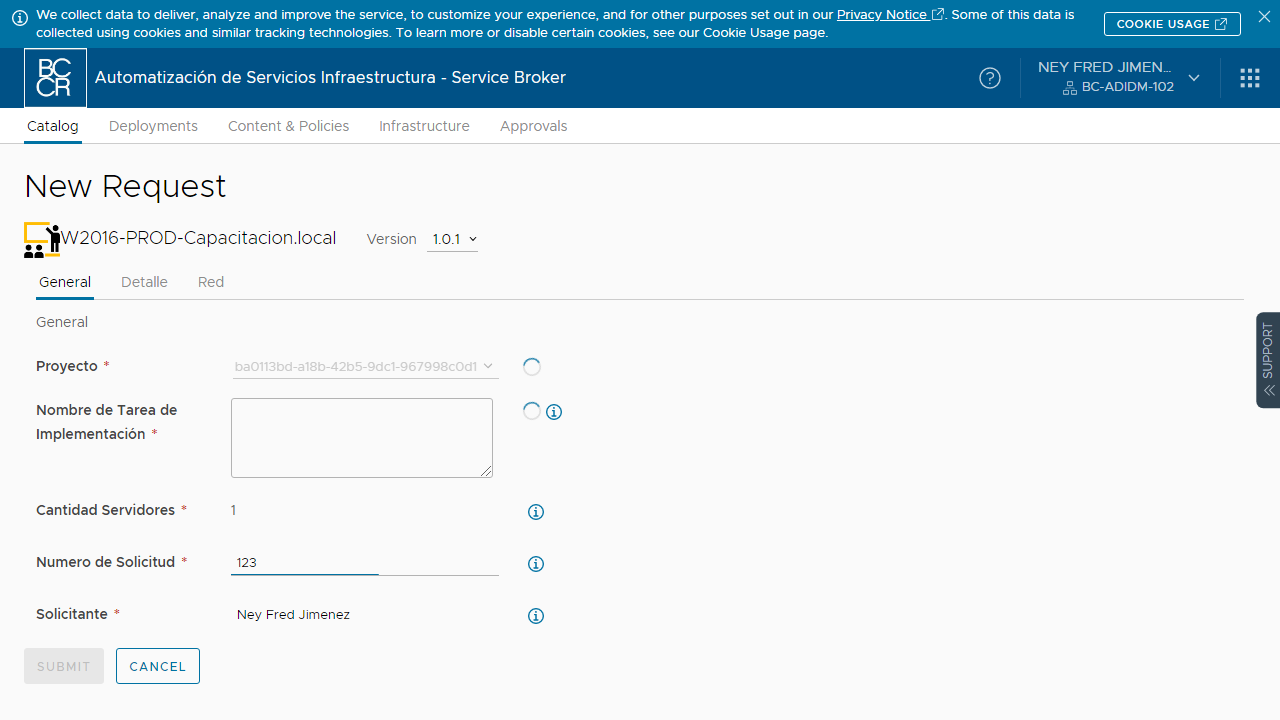 We collect data to deliver, analyze and improve the service, to customize your experience, and for other purposes set out in our Privacy Notice. Some of this data is
collected using cookies and similar tracking technologies. To learn more or disable certain cookies, see our Cookie Usage page.
COOKIE USAGE
BCCR
Automatización de Servicios Infraestructura - Service Broker
NEY FRED JIMEN...
BC-ADIDM-102
Catalog
Deployments
Content & Policies
Infrastructure
Approvals
New Request
W2016-PROD-Capacitacion.local
Version
1.0.1
General
Detalle
Red
General
Proyecto *
ba0113bd-a18b-42b5-9dc1-967998c0d1
Nombre de Tarea de
Implementación *
Cantidad Servidores *
1
Numero de Solicitud *
123
Solicitante *
Ney Fred Jimenez
SUBMIT
CANCEL
SUPPORT